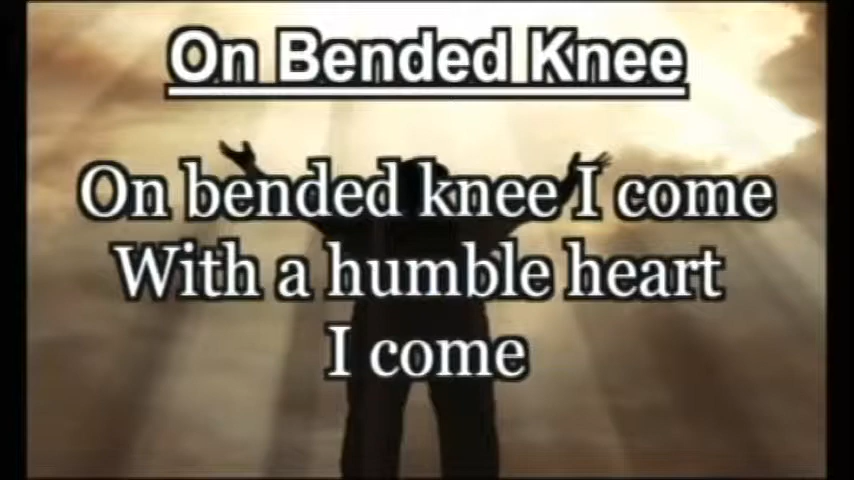 On Bended Knee
On bended knee I come
With a humble heart
I come